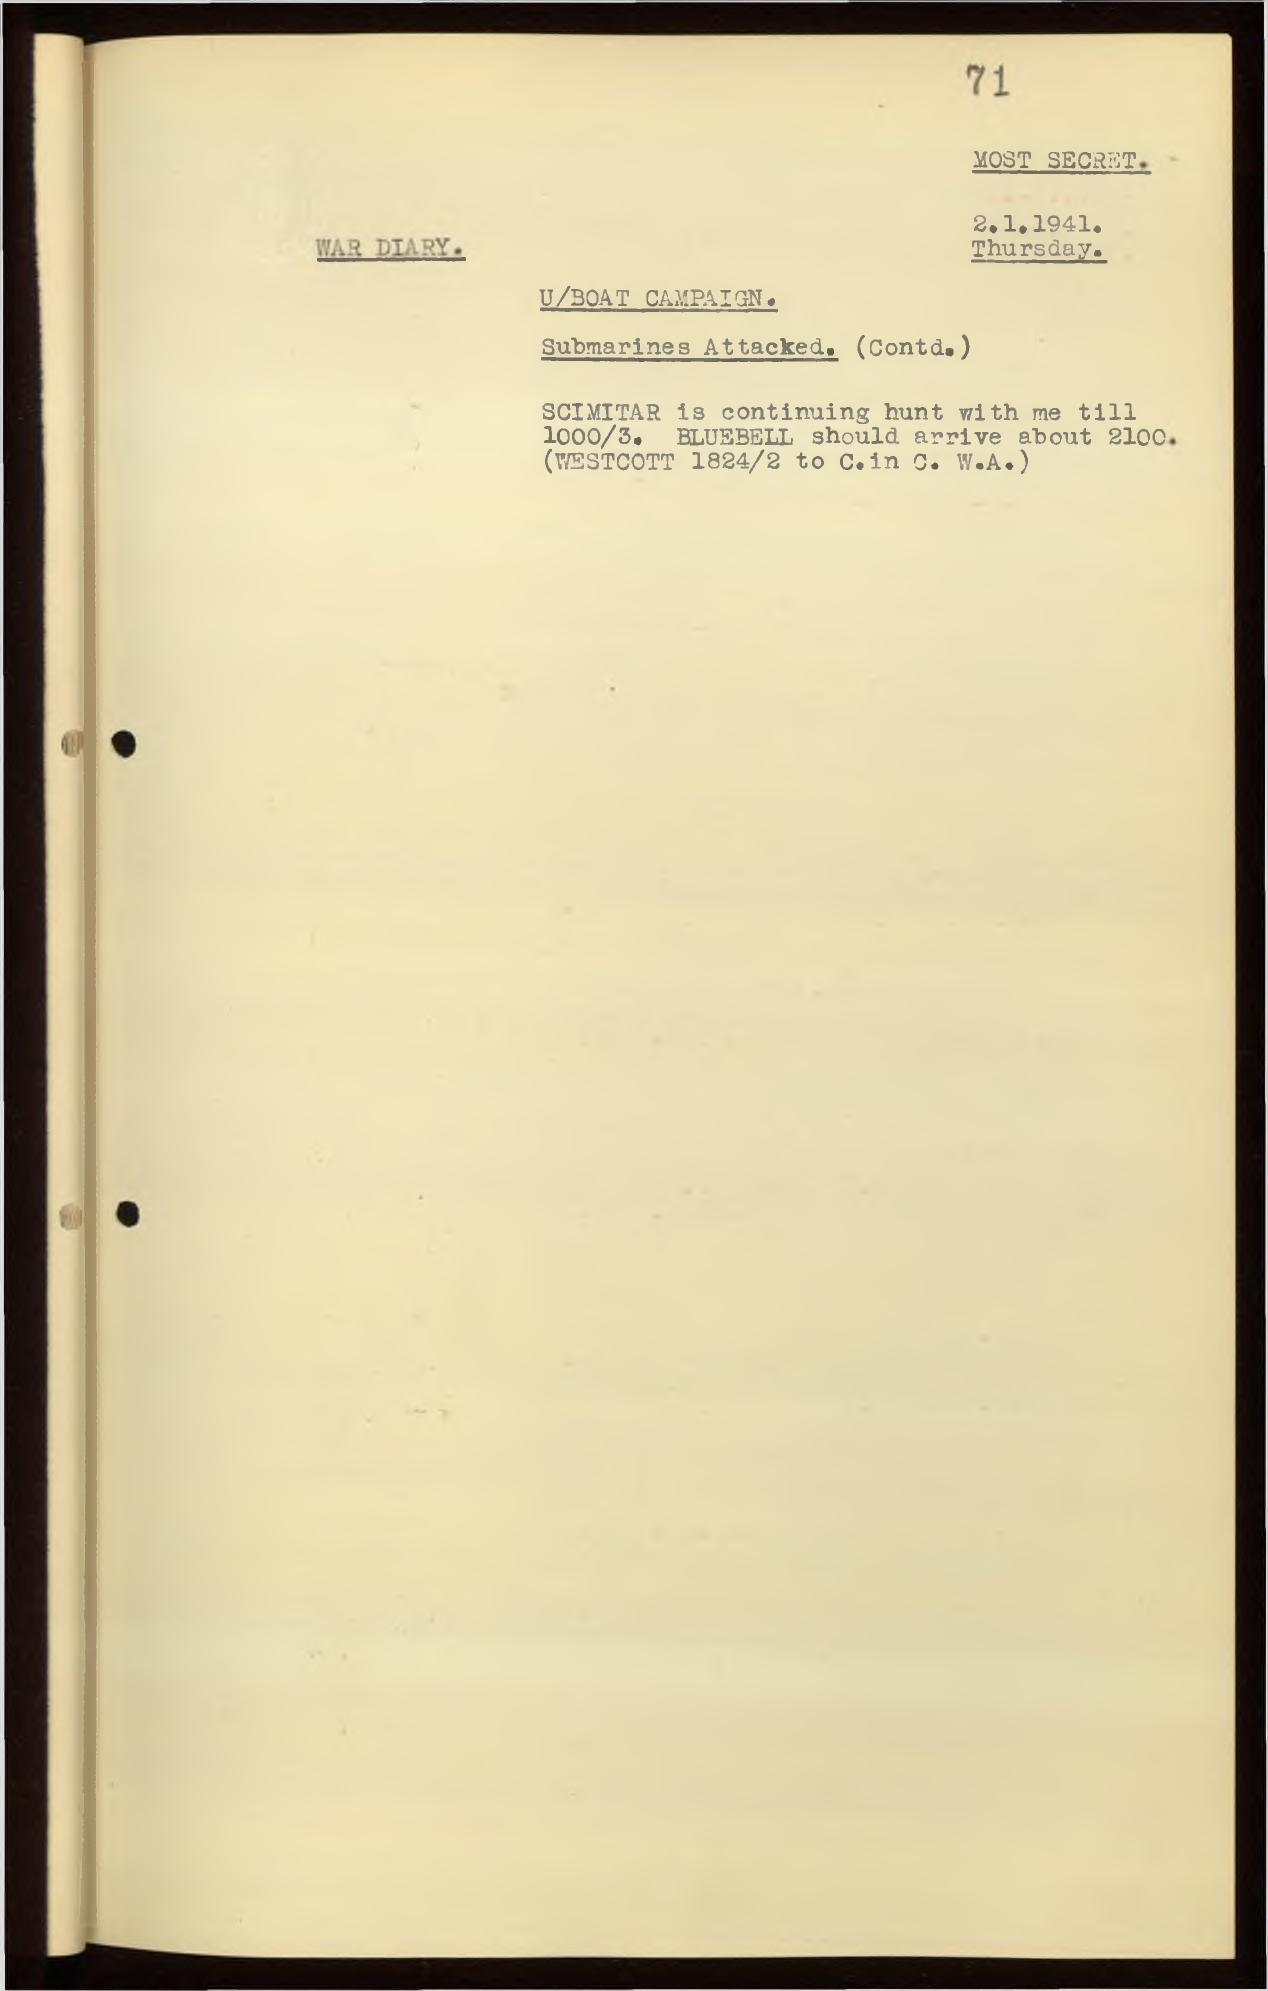 71
MOST SECRET.
2.1.1941.
WAR DIARY.
Thursday.
U/BOAT CAMPAIGN.
Submarines Attacked. (Contd.)
SCIMITAR is continuing hunt with me till
1000/3. BLUEBELL should arrive about 2100.
(WESTCOTT 1824/2 to C.in C. W.A.)